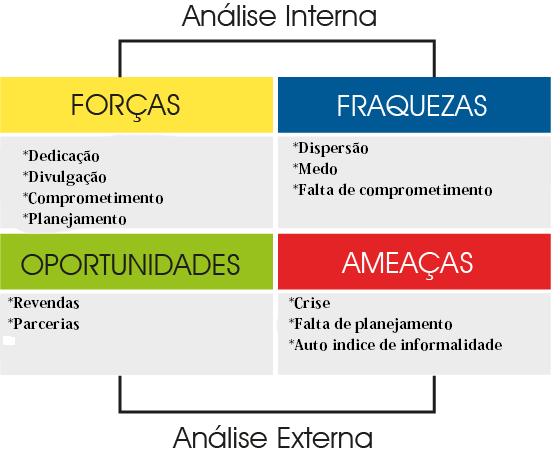 Análise Interna
FORÇAS
*Dedicação
*Divulgação
*Comprometimento
*Planejamento
FRAQUEZAS
*Dispersão
*Medo
*Falta de comprometimento
OPORTUNIDADES
*Revendas
*Parcerias
AMEAÇAS
*Crise
*Falta de planejamento
*Auto indice de informalidade
Análise Externa